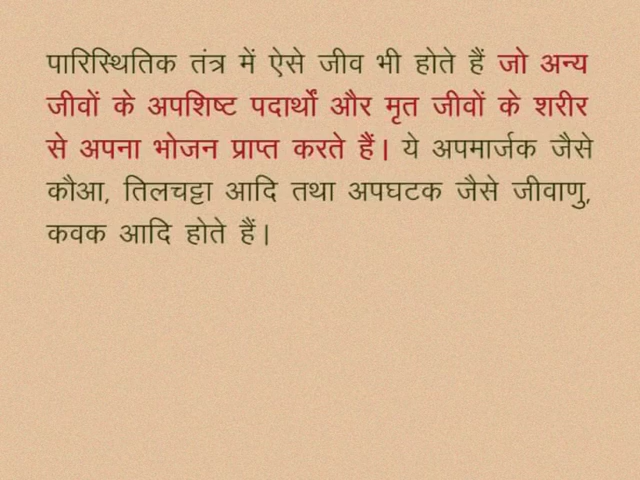 पारिस्थितिक तंत्र में ऐसे जीव भी होते हैं जो अन्य
जीवों के अपशिष्ट पदार्थों और मृत जीवों के शरीर
से अपना भोजन प्राप्त करते हैं। ये अपमार्जक जैसे
कौआ, तिलचट्टा आदि तथा अपघटक जैसे जीवाणु,
कवक आदि होते हैं।